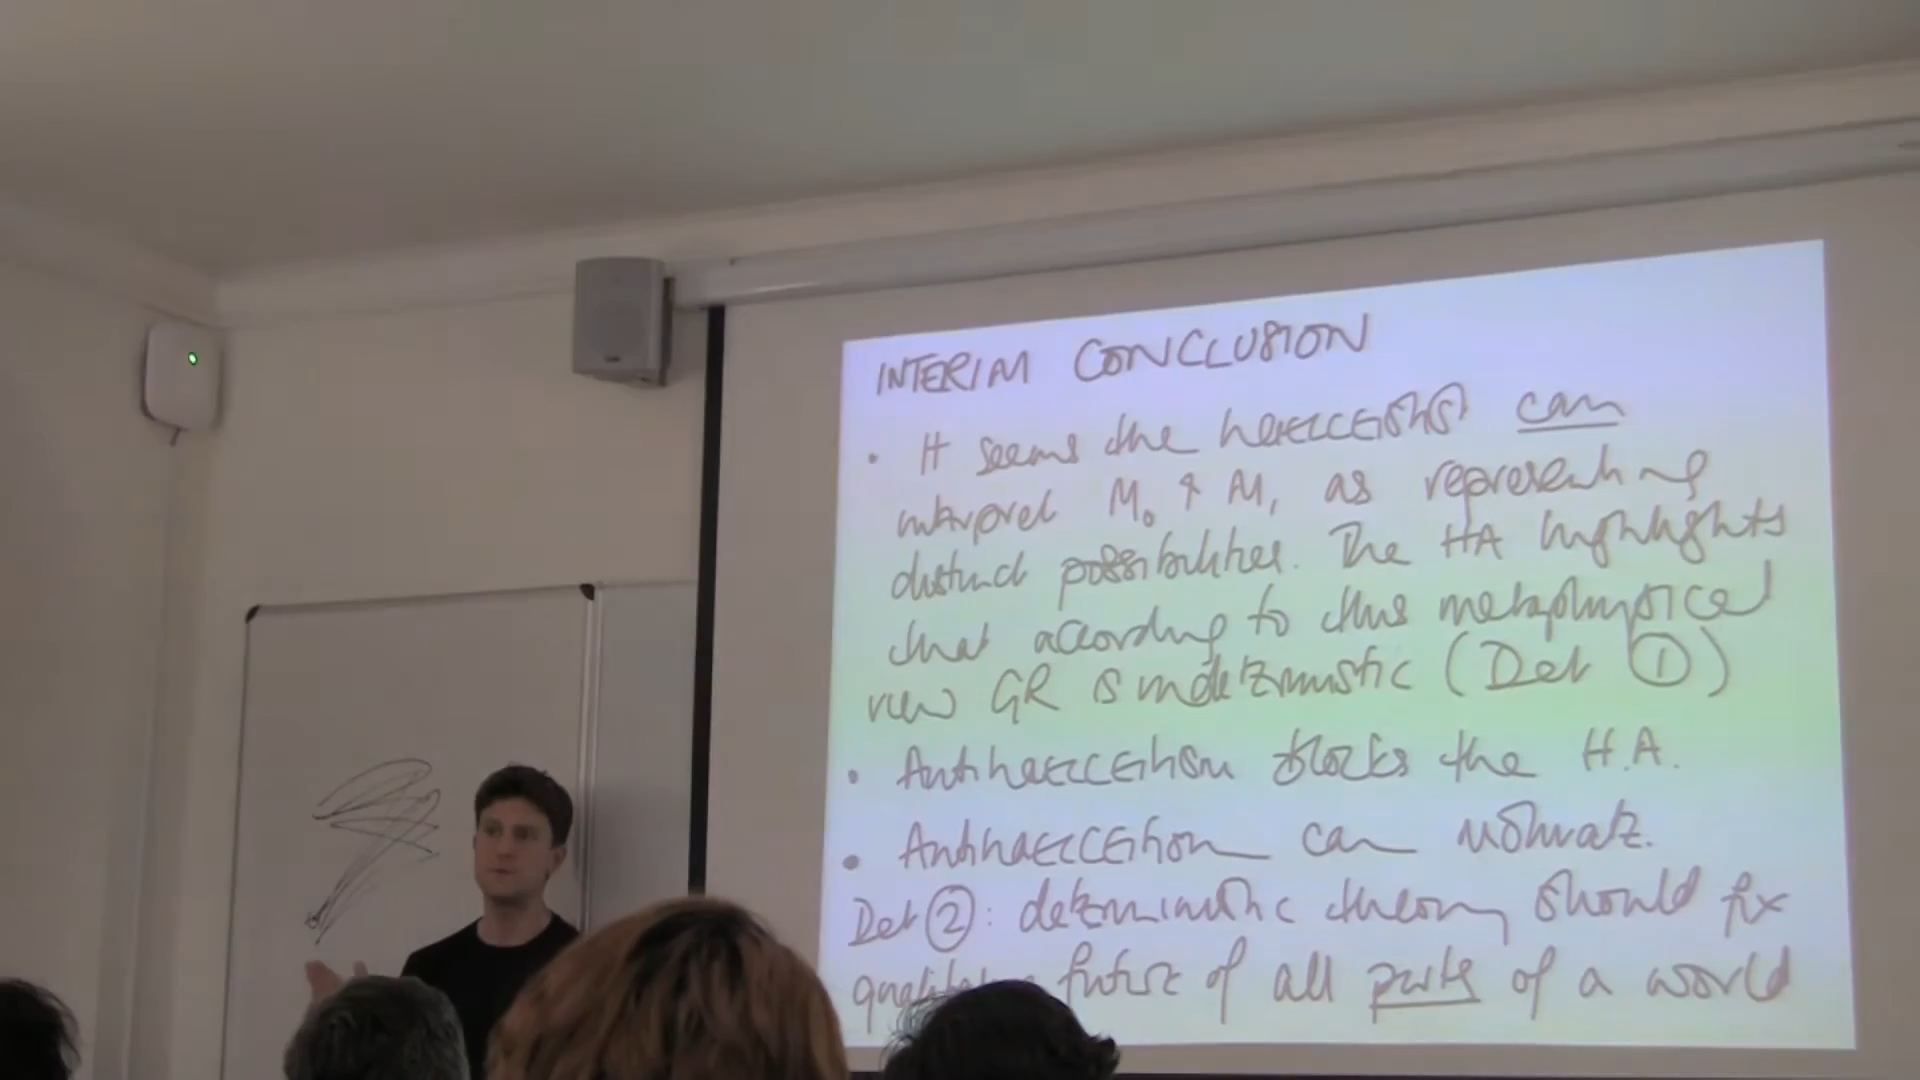 INTERIM CONCLUSION
• It seems the haecceitist can
interpret M₀ & M₁ as representing
distinct possibilities. The HA highlights
that according to this metaphysical
view GR is indeterministic (Det ①)
• Antihaecceitism blocks the H.A.
• Antihaecceitism can motivate.
Det ②: deterministic theory should fix
future of all parts of a world